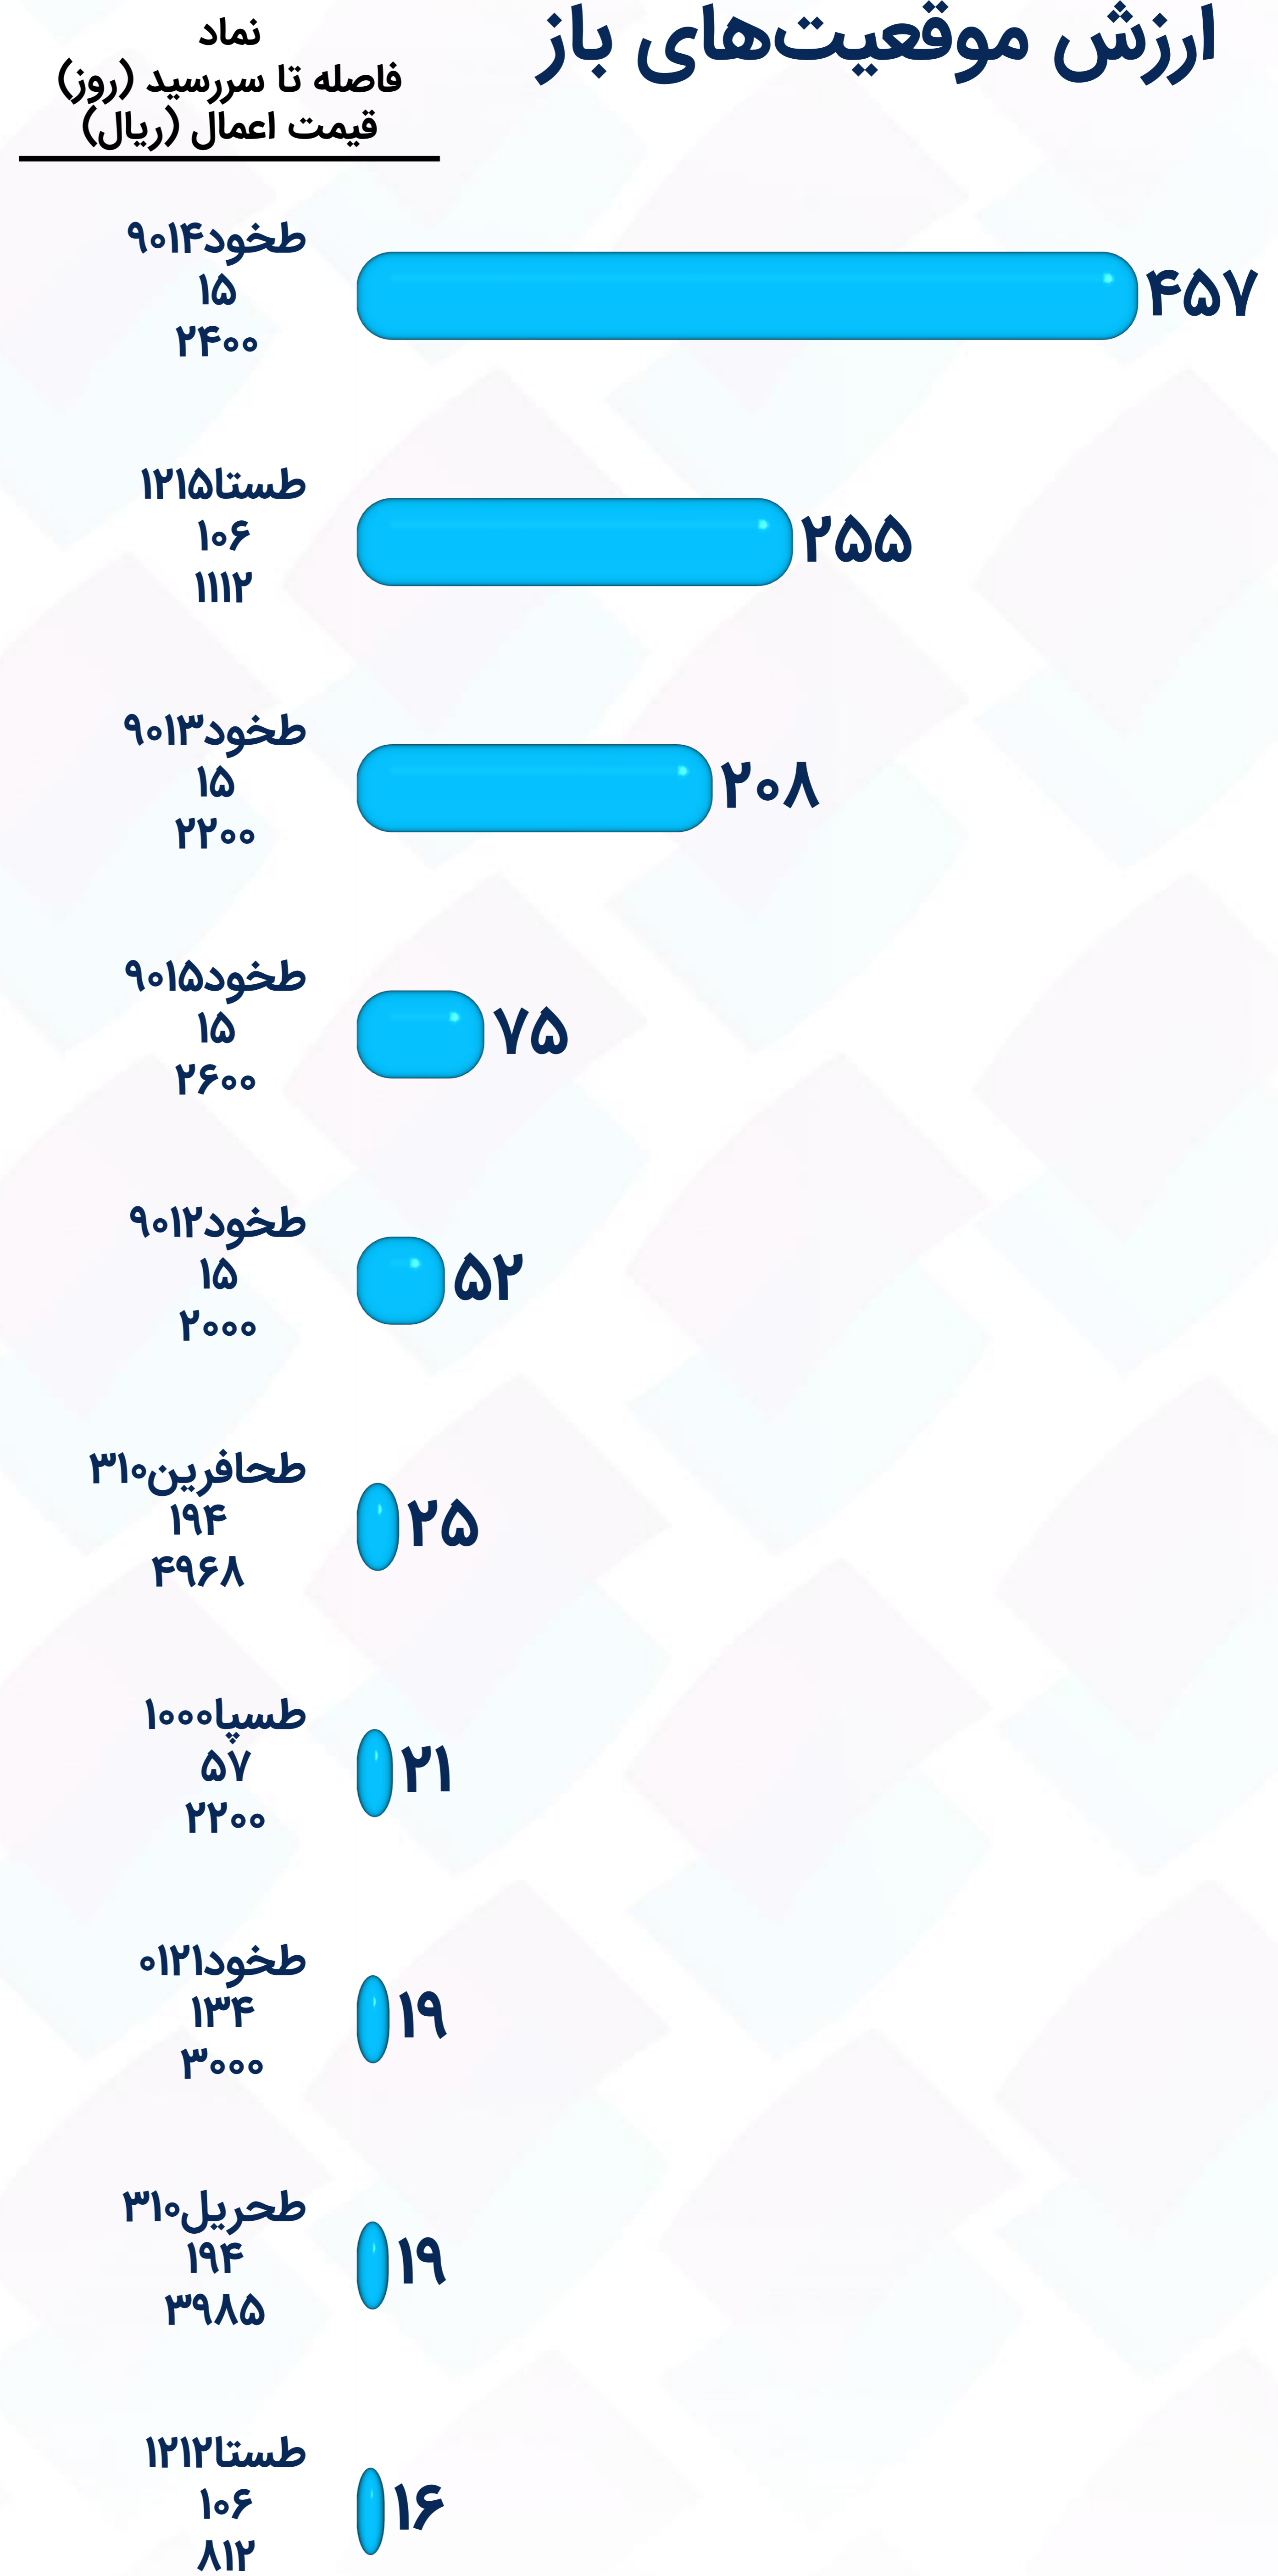 ارزش موقعیت‌های باز
نماد
فاصله تا سررسید (روز)
قیمت اعمال (ریال)
طخود۹۰۱۴
۱۵
۲۴۰۰
۴۵۷
طستا۱۲۱۵
۱۰۶
۱۱۱۲
۲۵۵
طخود۹۰۱۳
۱۵
۲۲۰۰
۲۰۸
طخود۹۰۱۵
۱۵
۲۶۰۰
۷۵
طخود۹۰۱۲
۱۵
۲۰۰۰
۵۲
طحافرین۳۱۰
۱۹۴
۴۹۶۸
۲۵
طسپا۱۰۰۰
۵۷
۲۲۰۰
۲۱
طخود۰۱۲۱
۱۳۴
۳۰۰۰
۱۹
طحریل۳۱۰
۱۹۴
۳۹۸۵
۱۹
طستا۱۲۱۲
۱۰۶
۸۱۲
۱۶